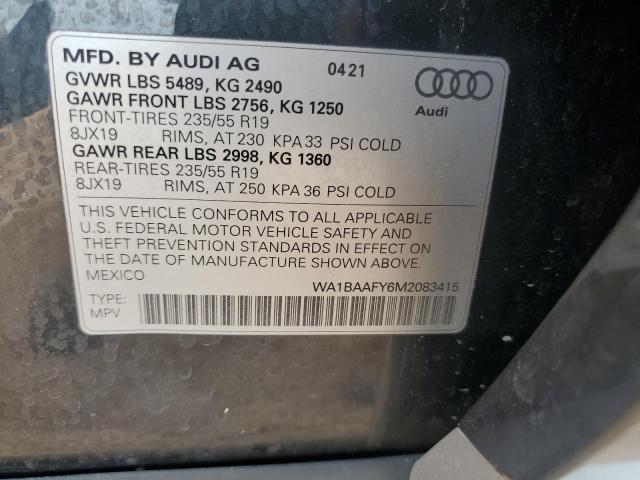 MFD. BY AUDI AG 0421
GVWR LBS 5489, KG 2490
GAWR FRONT LBS 2756, KG 1250
FRONT-TIRES 235/55 R19
8JX19 RIMS, AT 230 KPA 33 PSI COLD
GAWR REAR LBS 2998, KG 1360
REAR-TIRES 235/55 R19
8JX19 RIMS, AT 250 KPA 36 PSI COLD
Audi
THIS VEHICLE CONFORMS TO ALL APPLICABLE
U.S. FEDERAL MOTOR VEHICLE SAFETY AND
THEFT PREVENTION STANDARDS IN EFFECT ON
THE DATE OF MANUFACTURE SHOWN ABOVE.
MEXICO WA1BAAFY6M2083415
TYPE:
MPV